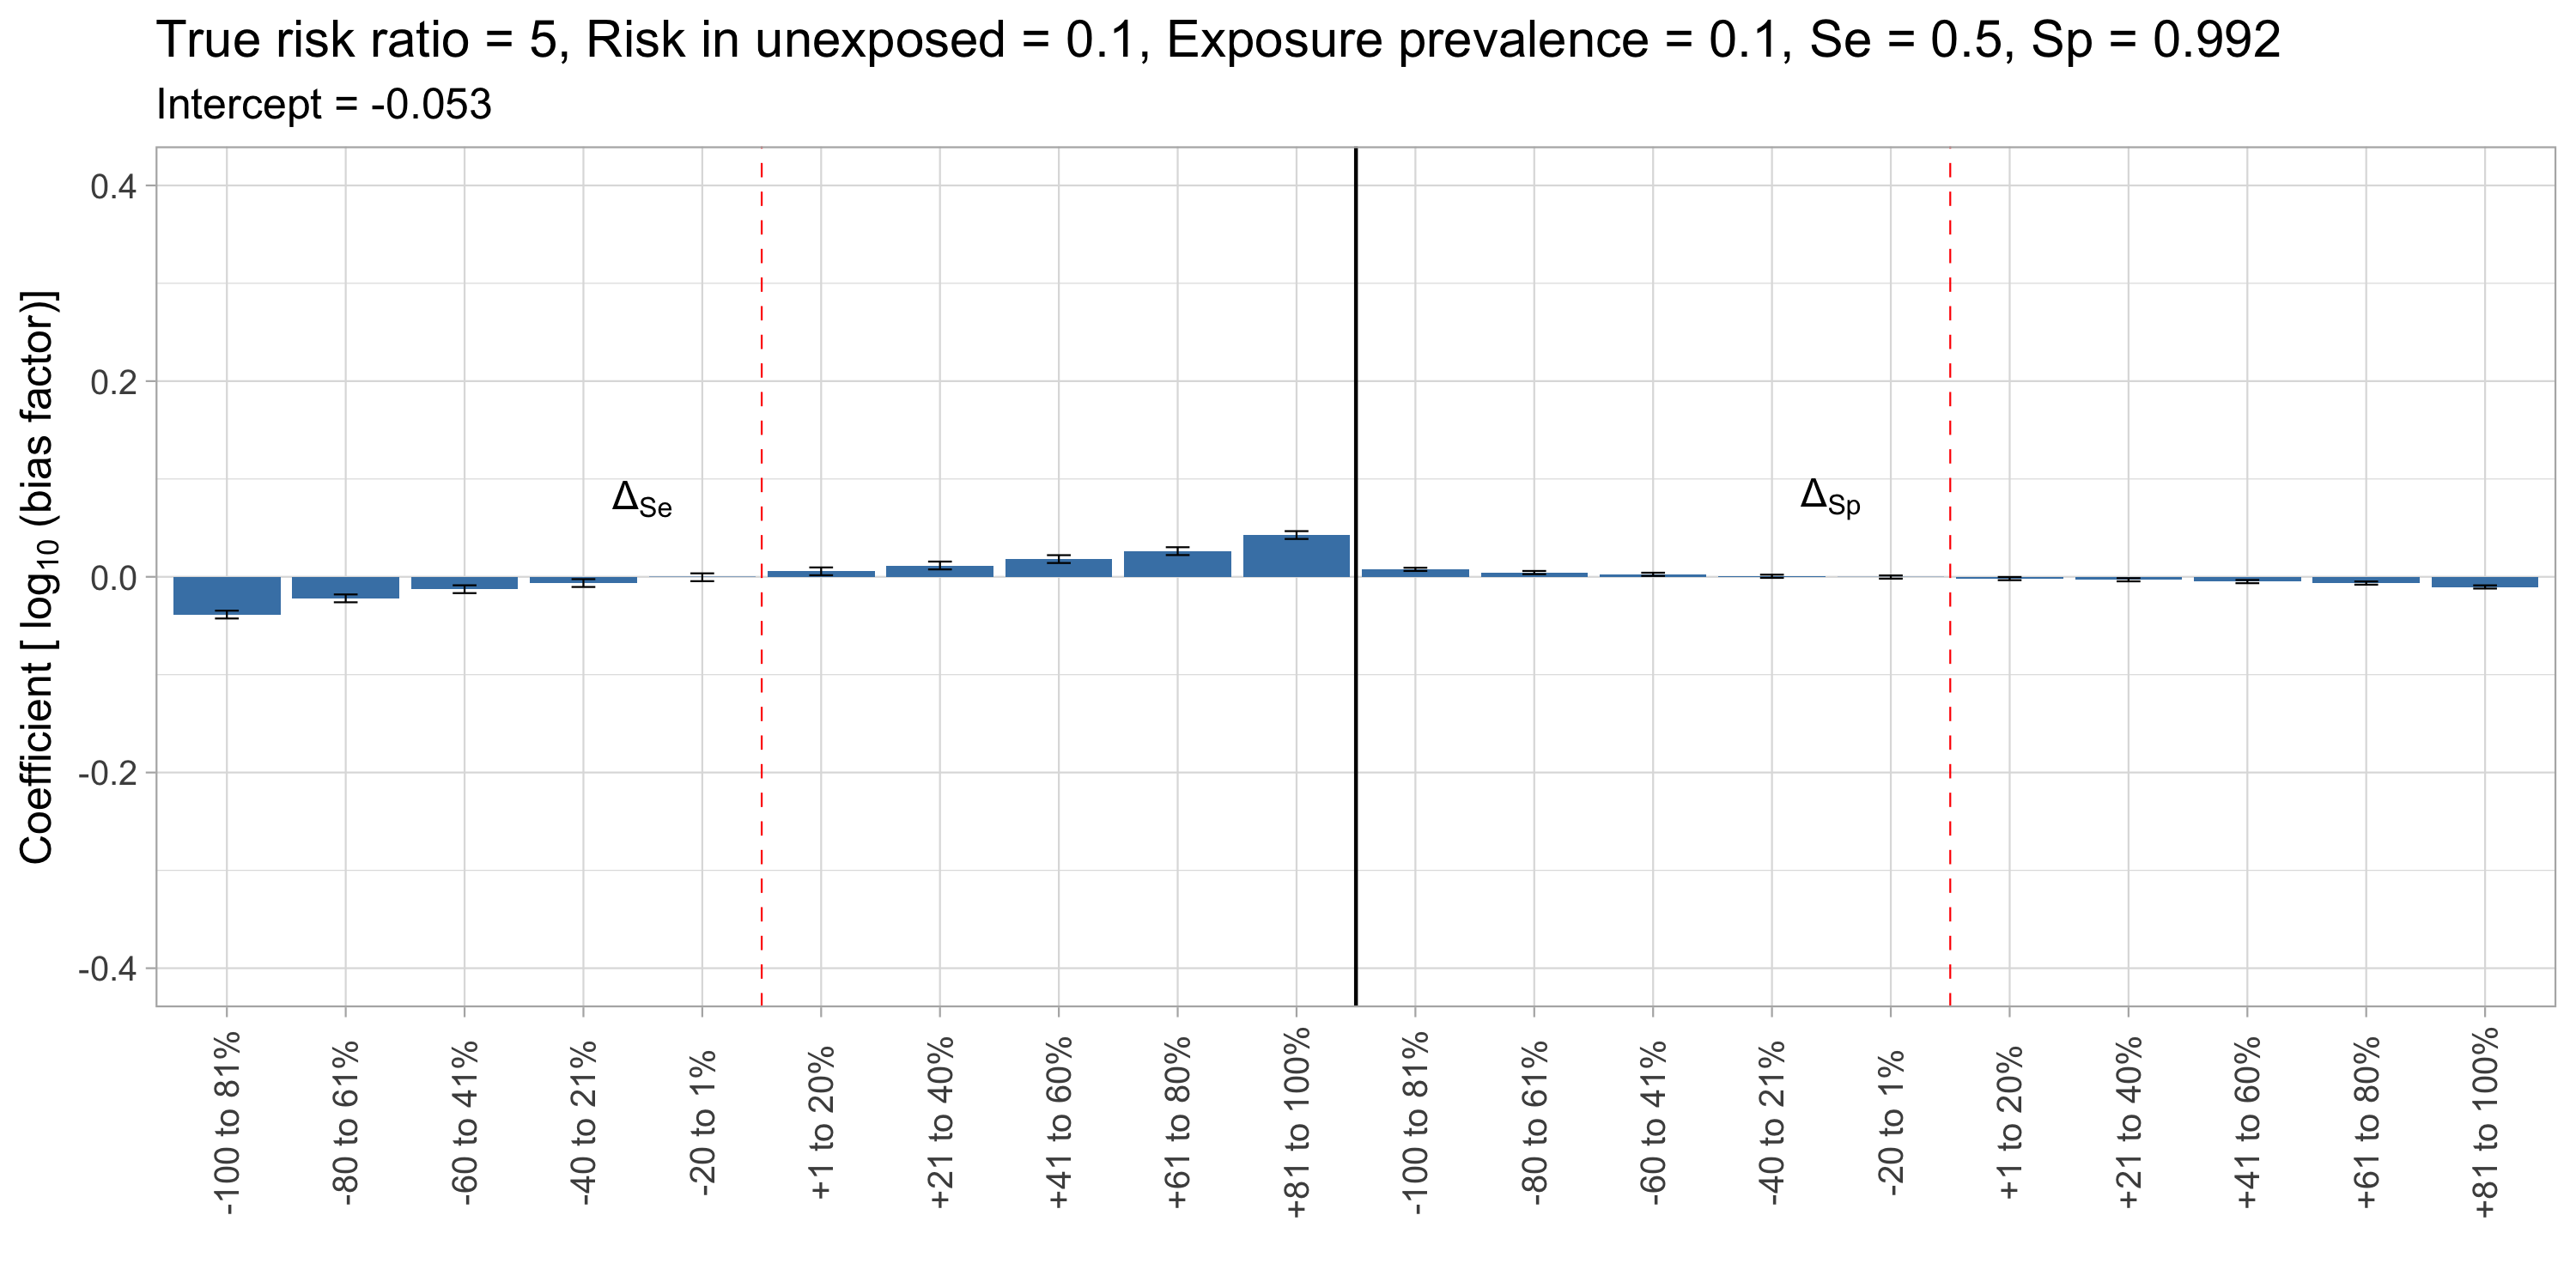 True risk ratio = 5, Risk in unexposed = 0.1, Exposure prevalence = 0.1, Se = 0.5, Sp = 0.992
Intercept = -0.053
Coefficient [ log10 (bias factor)]
0.4
0.2
0.0
-0.2
-0.4
ΔSe
ΔSp
-100 to 81%
-80 to 61%
-60 to 41%
-40 to 21%
-20 to 1%
+1 to 20%
+21 to 40%
+41 to 60%
+61 to 80%
+81 to 100%
-100 to 81%
-80 to 61%
-60 to 41%
-40 to 21%
-20 to 1%
+1 to 20%
+21 to 40%
+41 to 60%
+61 to 80%
+81 to 100%